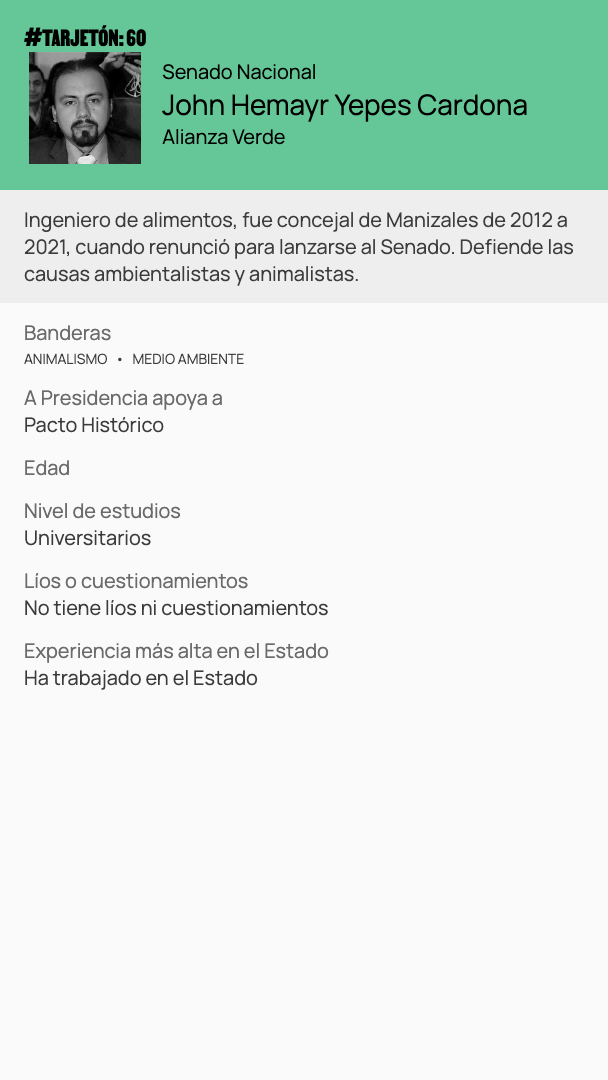 #TARJETÓN: 60
Senado Nacional
John Hemayr Yepes Cardona
Alianza Verde
Ingeniero de alimentos, fue concejal de Manizales de 2012 a
2021, cuando renunció para lanzarse al Senado. Defiende las
causas ambientalistas y animalistas.
Banderas
ANIMALISMO • MEDIO AMBIENTE
A Presidencia apoya a
Pacto Histórico
Edad
Nivel de estudios
Universitarios
Líos o cuestionamientos
No tiene líos ni cuestionamientos
Experiencia más alta en el Estado
Ha trabajado en el Estado